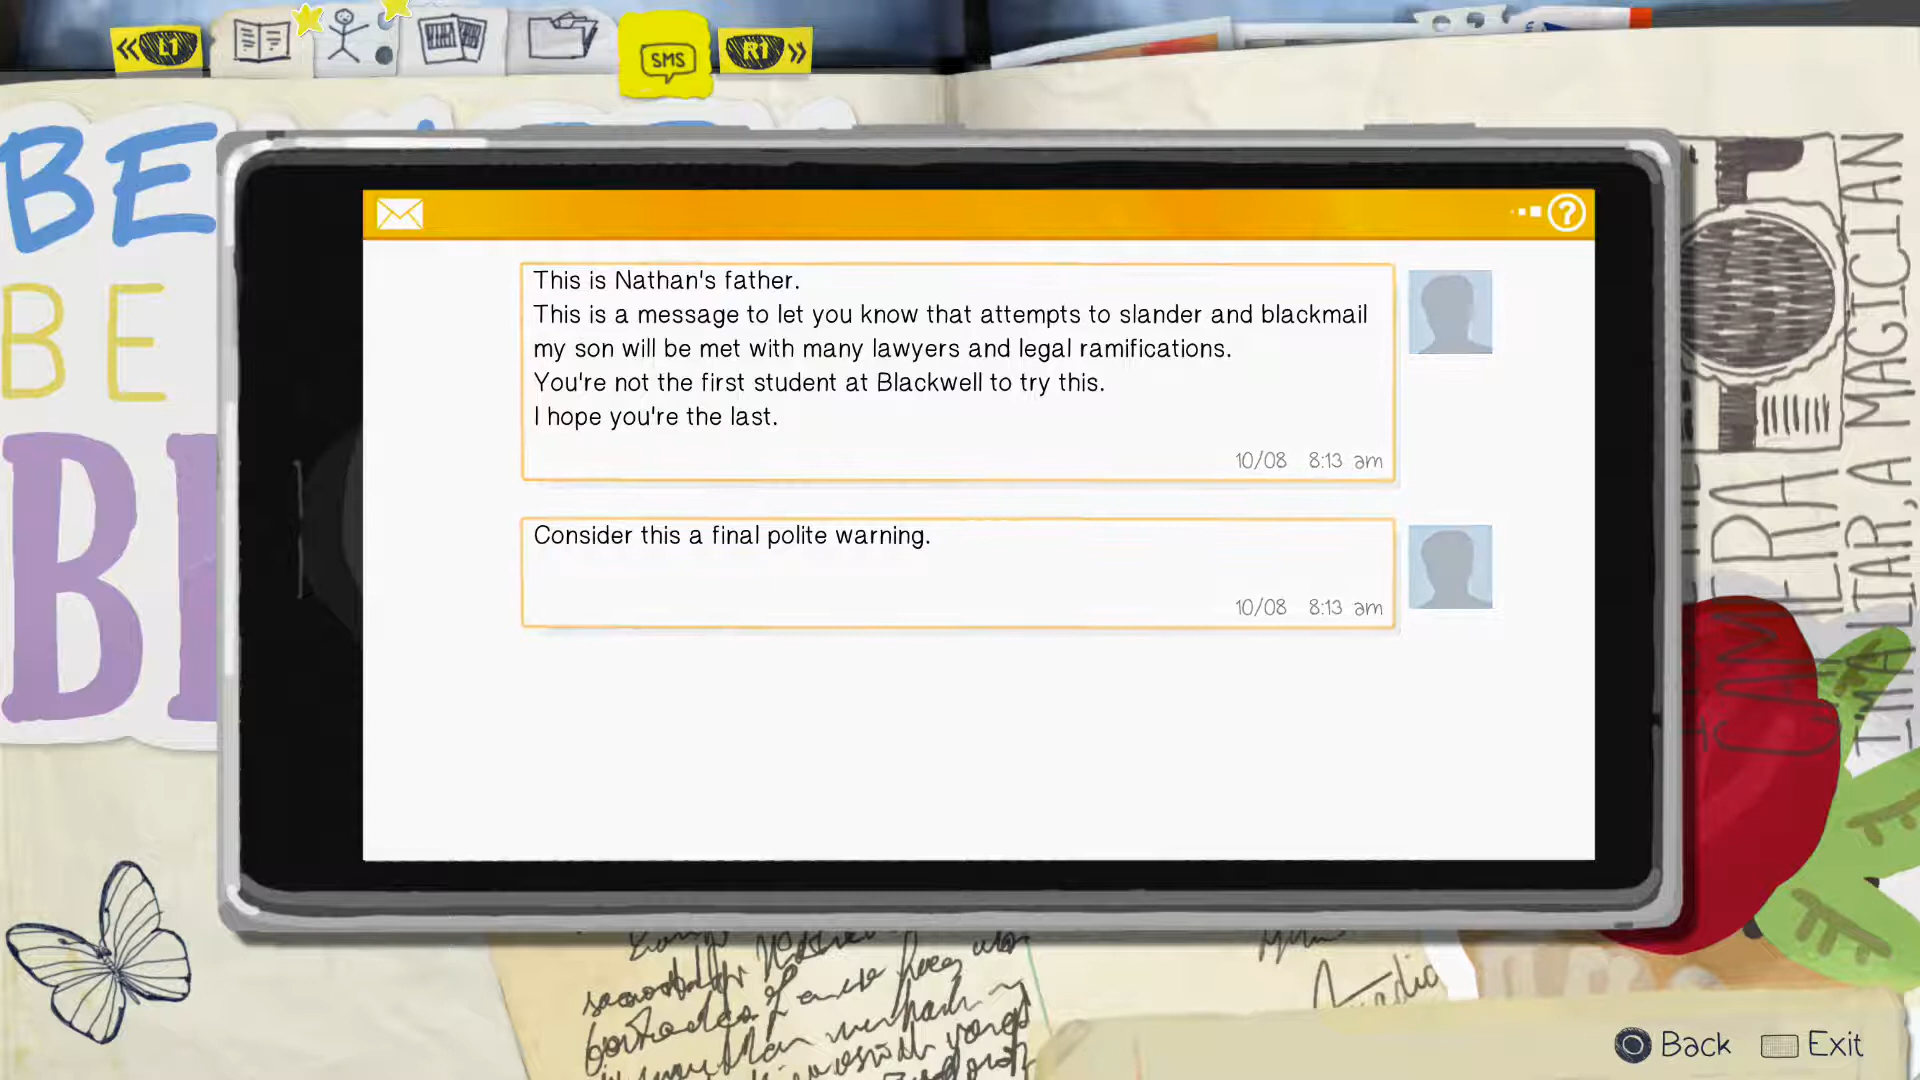 L1
SMS
R1
BE
BE
This is Nathan's father.
This is a message to let you know that attempts to slander and blackmail
my son will be met with many lawyers and legal ramifications.
You're not the first student at Blackwell to try this.
I hope you're the last.
10/08 8:13 am
Consider this a final polite warning.
10/08 8:13 am
LIAR, A MAGICIAN
Back
Exit